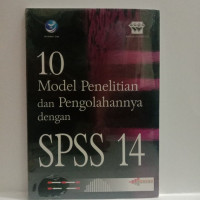 10
Model Penelitian
dan Pengolahannya
dengan
SPSS 14